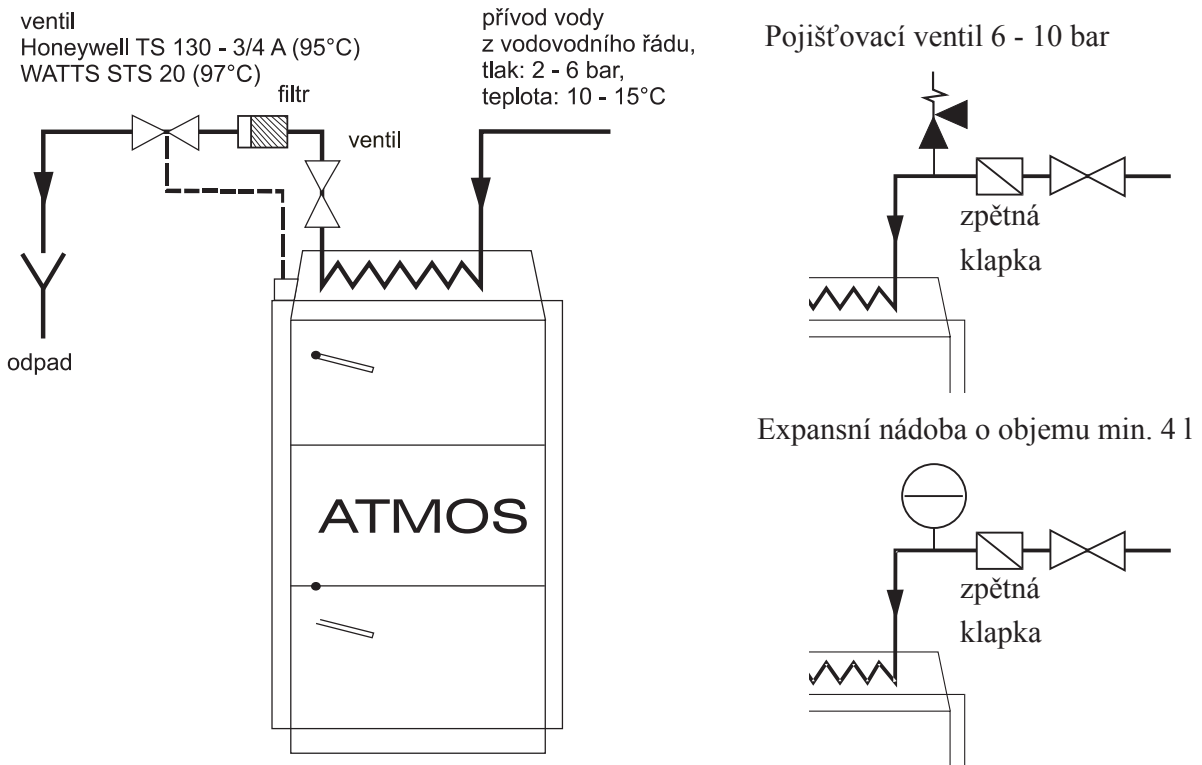 ventil
Honeywell TS 130 - 3/4 A (95°C)
WATTS STS 20 (97°C)
filtr
ventil
přívod vody
z vodovodního řádu,
tlak: 2 - 6 bar,
teplota: 10 - 15°C
odpad
ATMOS
Pojišťovací ventil 6 - 10 bar
zpětná
klapka
Expansní nádoba o objemu min. 4 l
zpětná
klapka